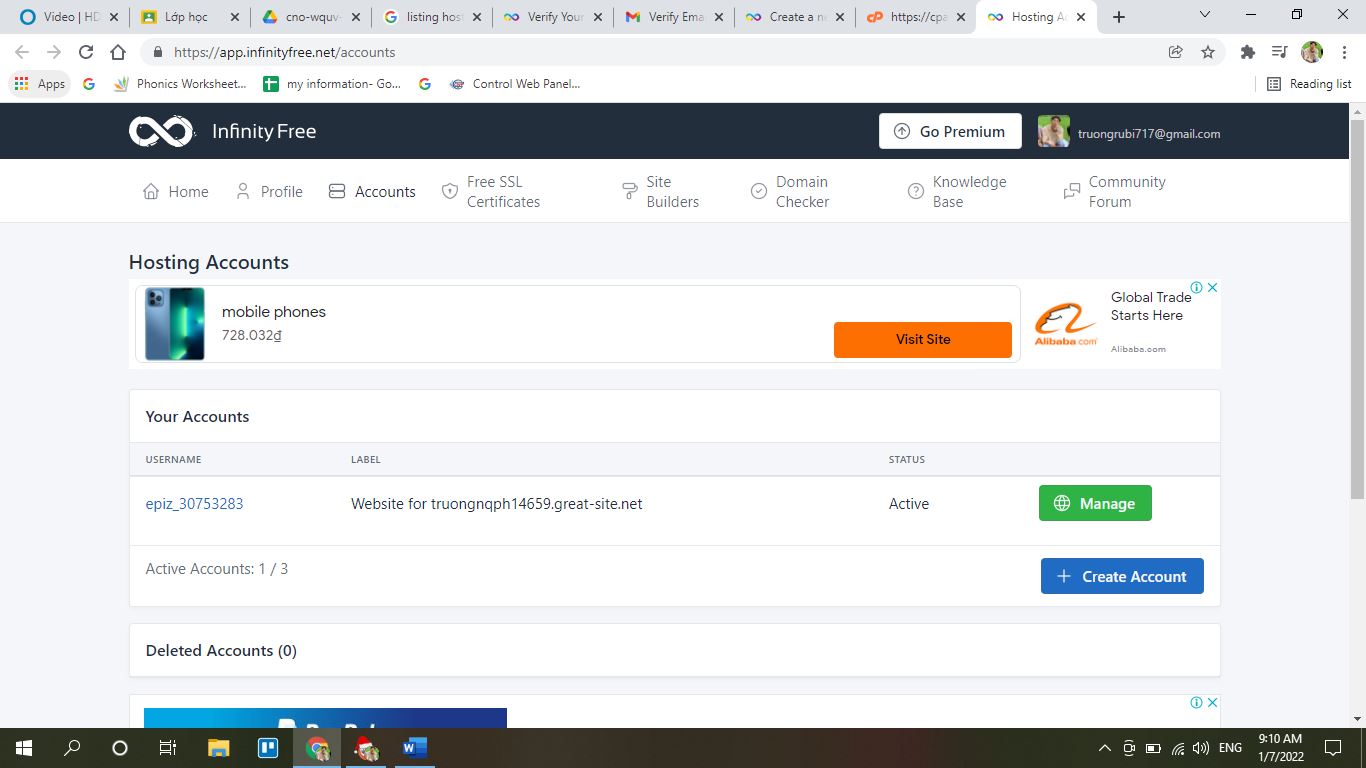 Video | HD
Lớp học
cno-wquv-
listing host
Verify Your
Verify Emai
Create a ne
https://cpa
Hosting Ac
https://app.infinityfree.net/accounts
Apps
Phonics Worksheet...
my information- Go...
Control Web Panel...
Reading list
Infinity Free
Go Premium
truongrubi717@gmail.com
Home
Profile
Accounts
Free SSL
Certificates
Site
Builders
Domain
Checker
Knowledge
Base
Community
Forum
Hosting Accounts
mobile phones
728.032₫
Visit Site
Alibaba.com
Global Trade
Starts Here
Alibaba.com
Your Accounts
USERNAME LABEL STATUS
epiz_30753283 Website for truongnqph14659.great-site.net Active Manage
Active Accounts: 1 / 3
Create Account
Deleted Accounts (0)
ENG
9:10 AM
1/7/2022